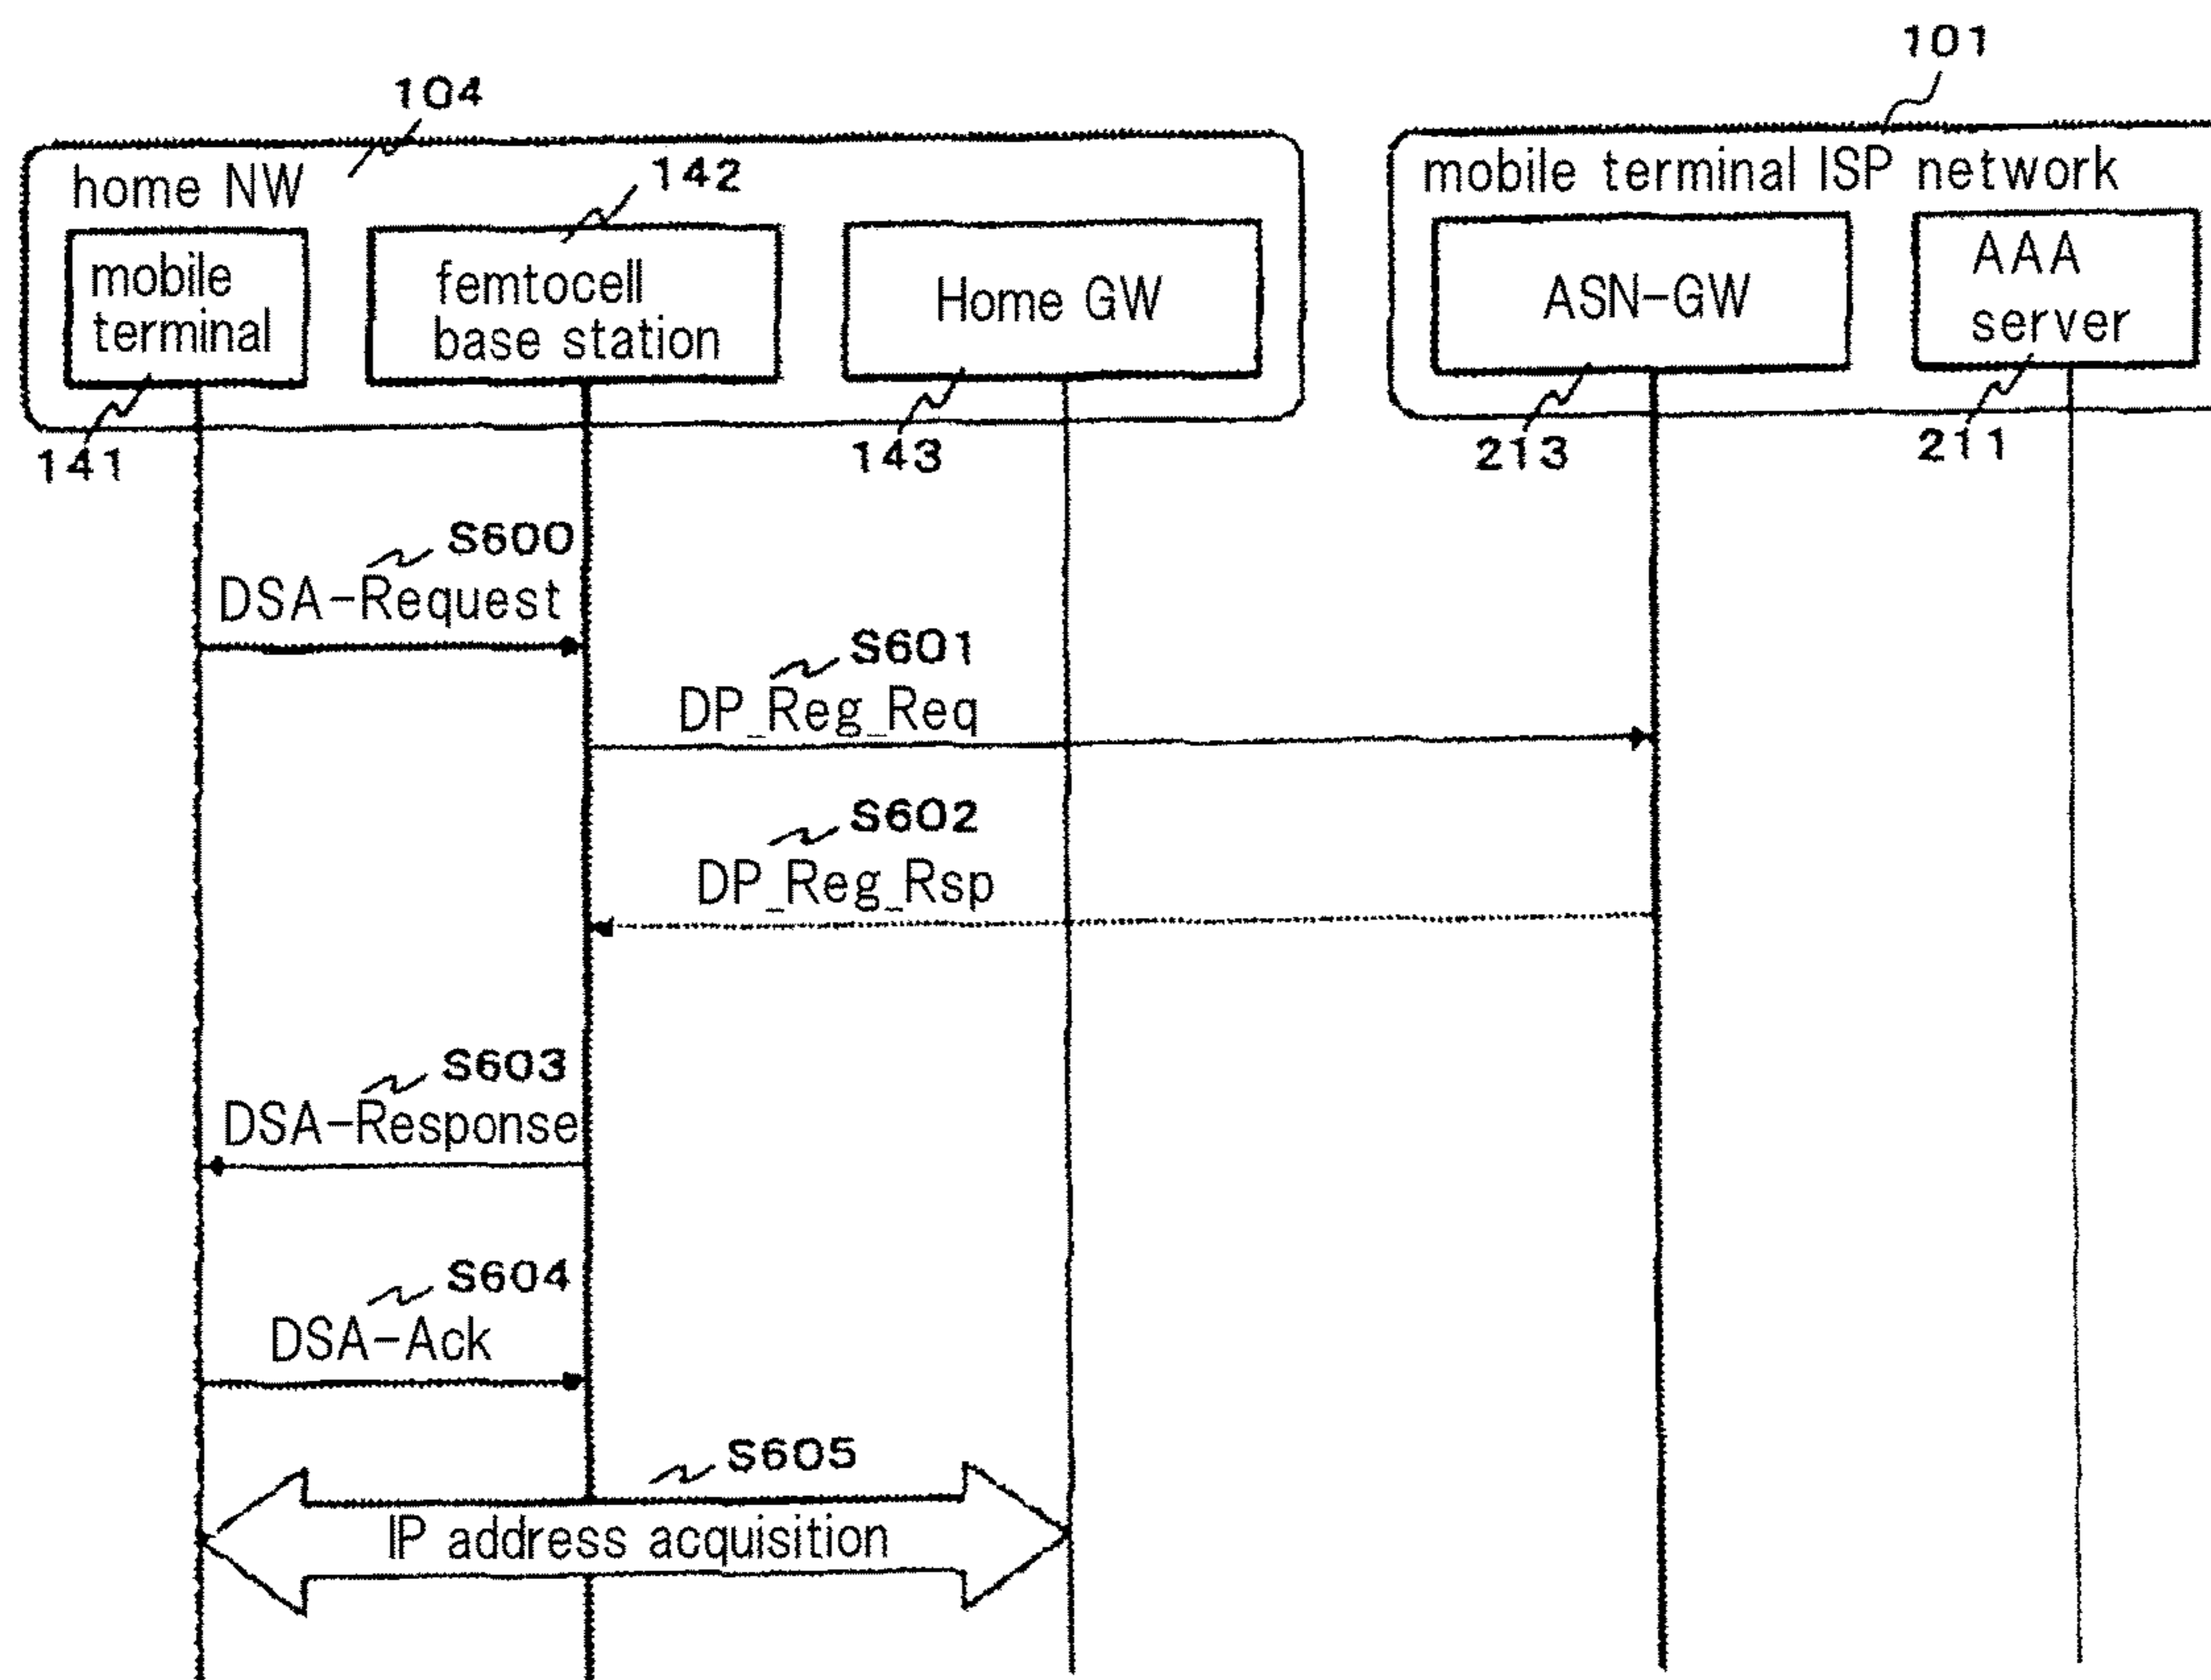 101
104
home NW
142
mobile terminal ISP network
mobile
terminal
femtocell
base station
Home GW
ASN-GW
AAA
server
141
143
213
211
S600
DSA-Request
S601
DP_Reg_Req
S602
DP_Reg_Rsp
S603
DSA-Response
S604
DSA-Ack
S605
IP address acquisition